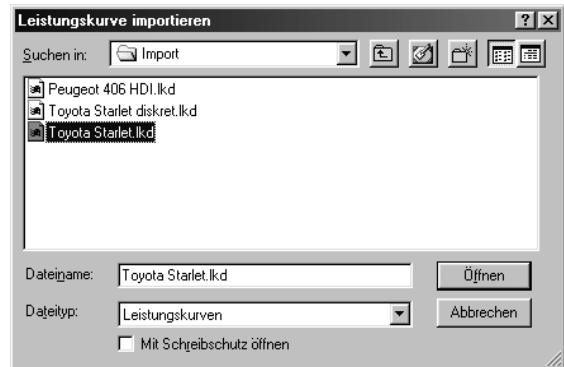 Leistungskurve importieren
Suchen in: Import
Peugeot 406 HDI.lkd
Toyota Starlet diskret.lkd
Toyota Starlet.lkd
Dateiname: Toyota Starlet.lkd Öffnen
Dateityp: Leistungskurven Abbrechen
Mit Schreibschutz öffnen